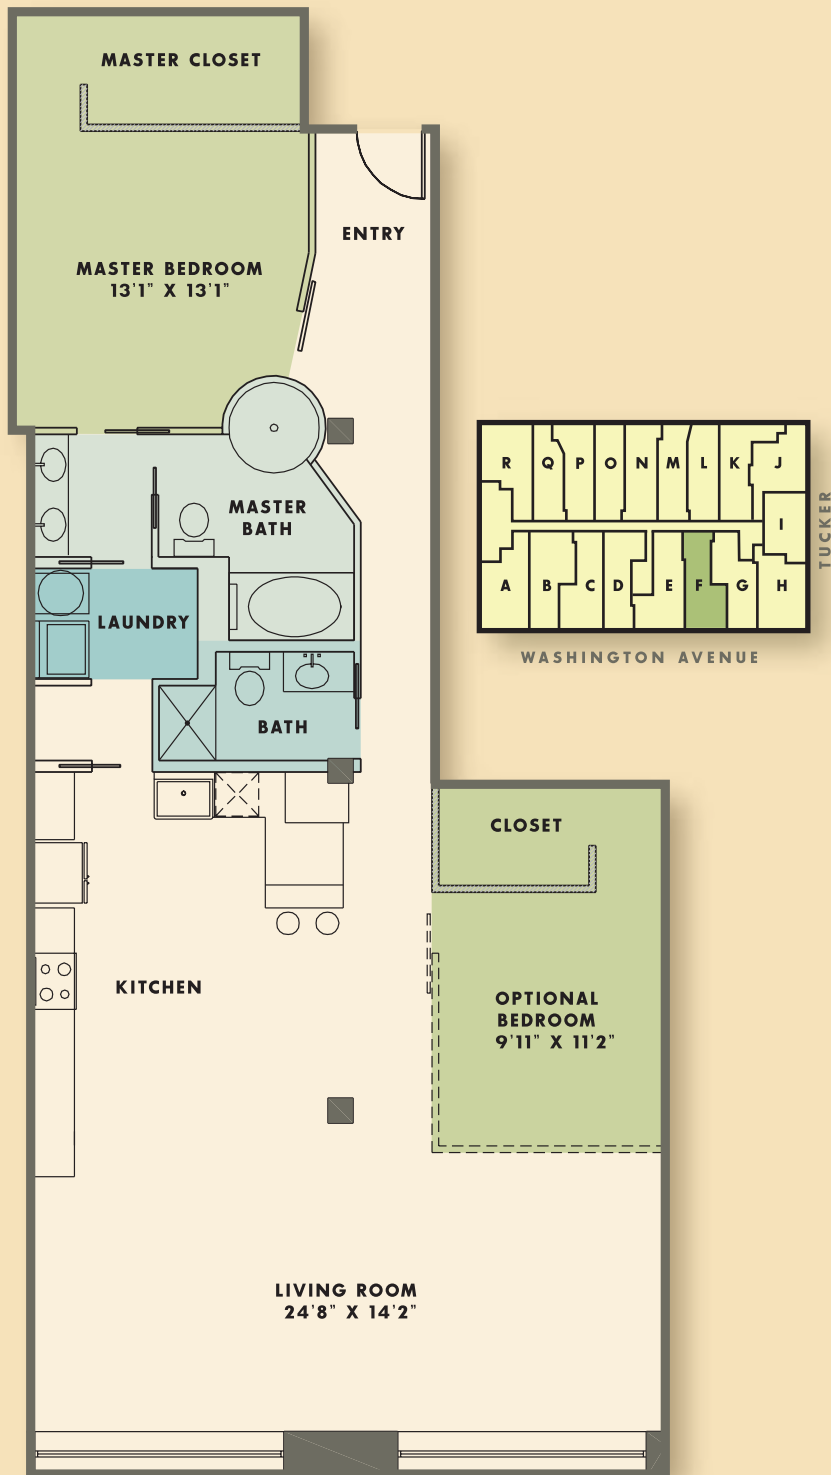 MASTER CLOSET
ENTRY
MASTER BEDROOM
13'1" X 13'1"
MASTER
BATH
LAUNDRY
BATH
CLOSET
KITCHEN
OPTIONAL
BEDROOM
9'11" X 11'2"
LIVING ROOM
24'8" X 14'2"
R Q P O N M L K J
I
A B C D E F G H
TUCKER
WASHINGTON AVENUE